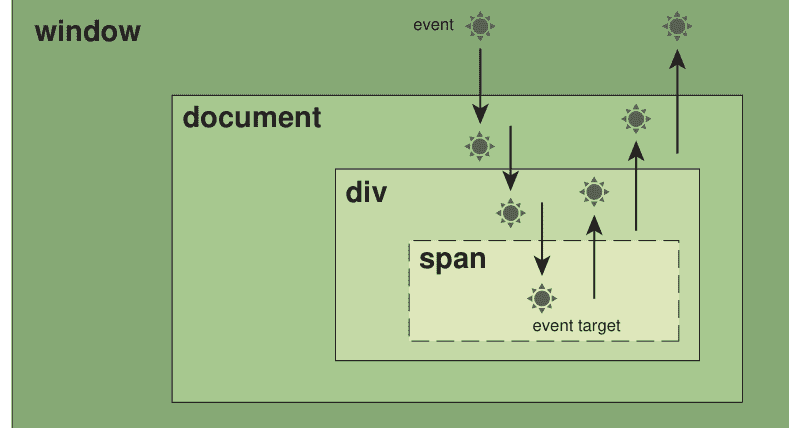 window
event
document
div
span
event target